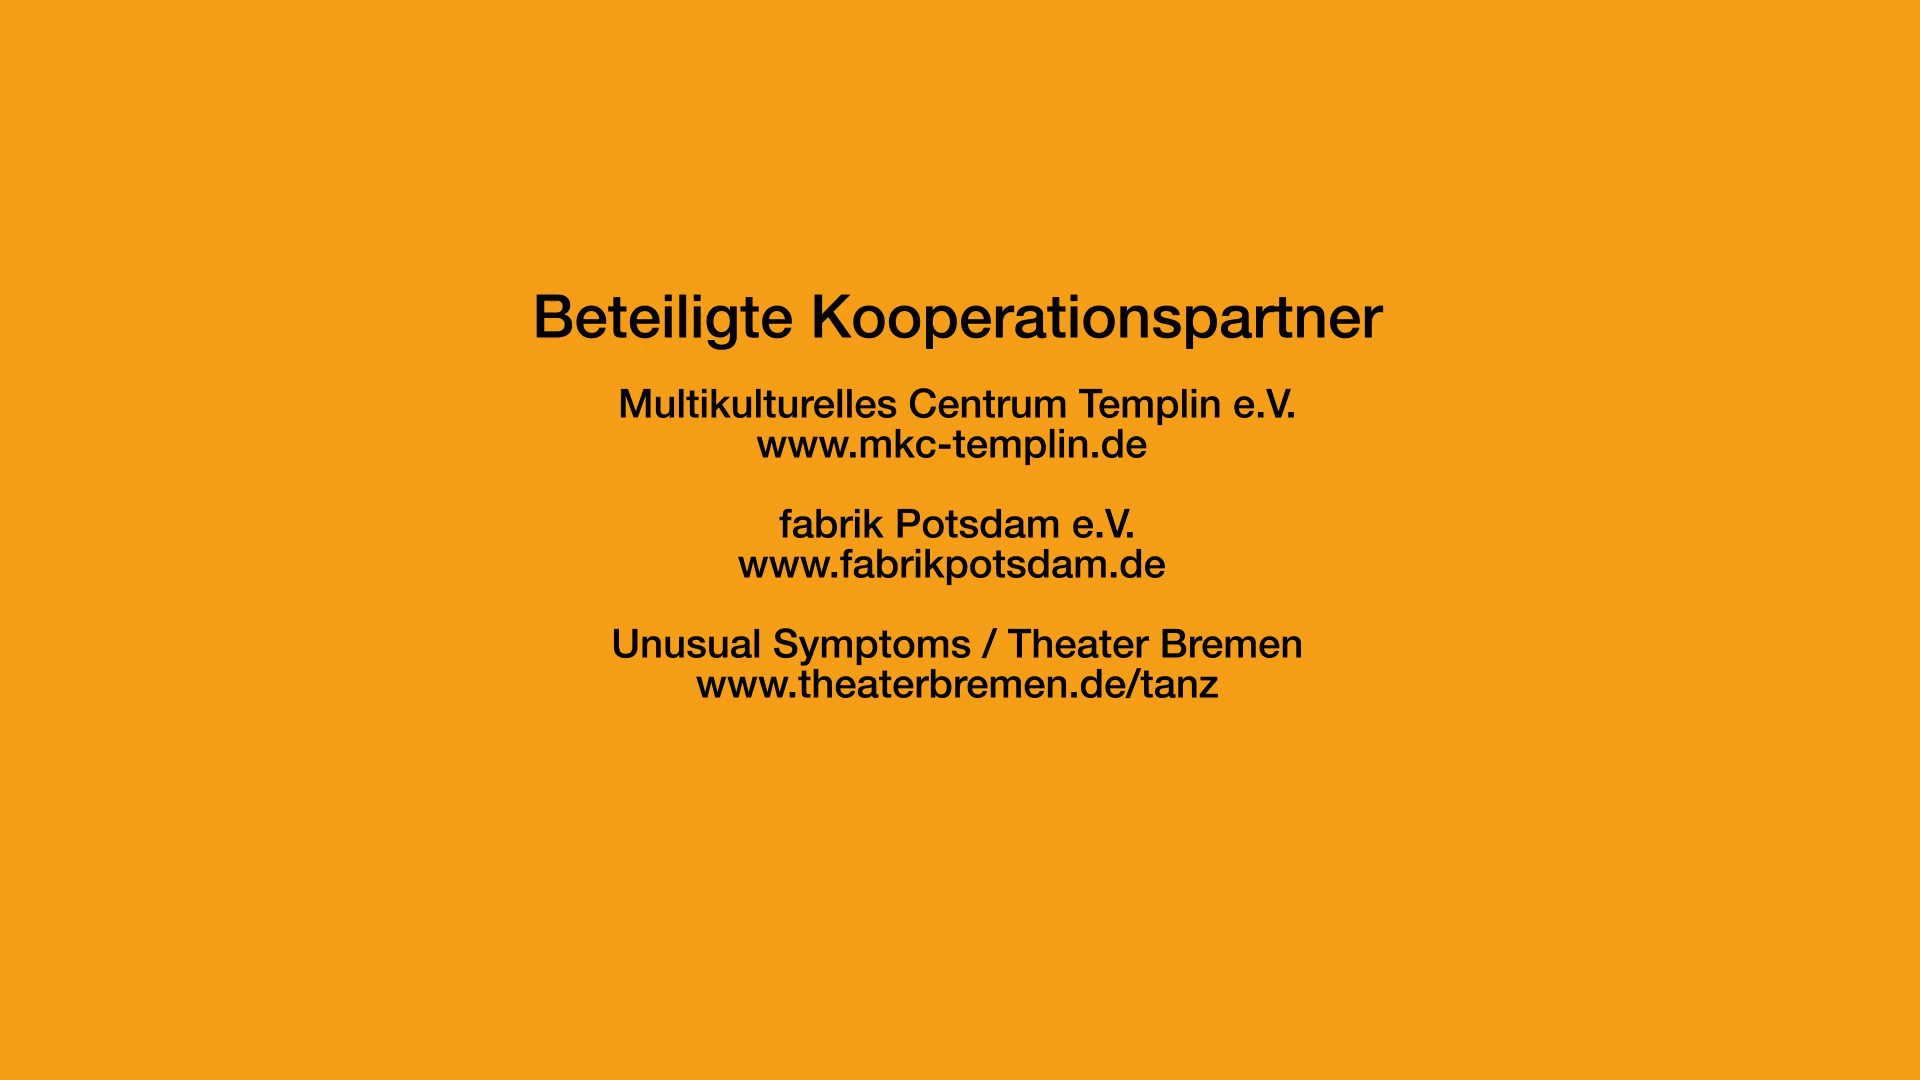 Beteiligte Kooperationspartner
Multikulturelles Centrum Templin e.V.
www.mkc-templin.de
fabrik Potsdam e.V.
www.fabrikpotsdam.de
Unusual Symptoms / Theater Bremen
www.theaterbremen.de/tanz